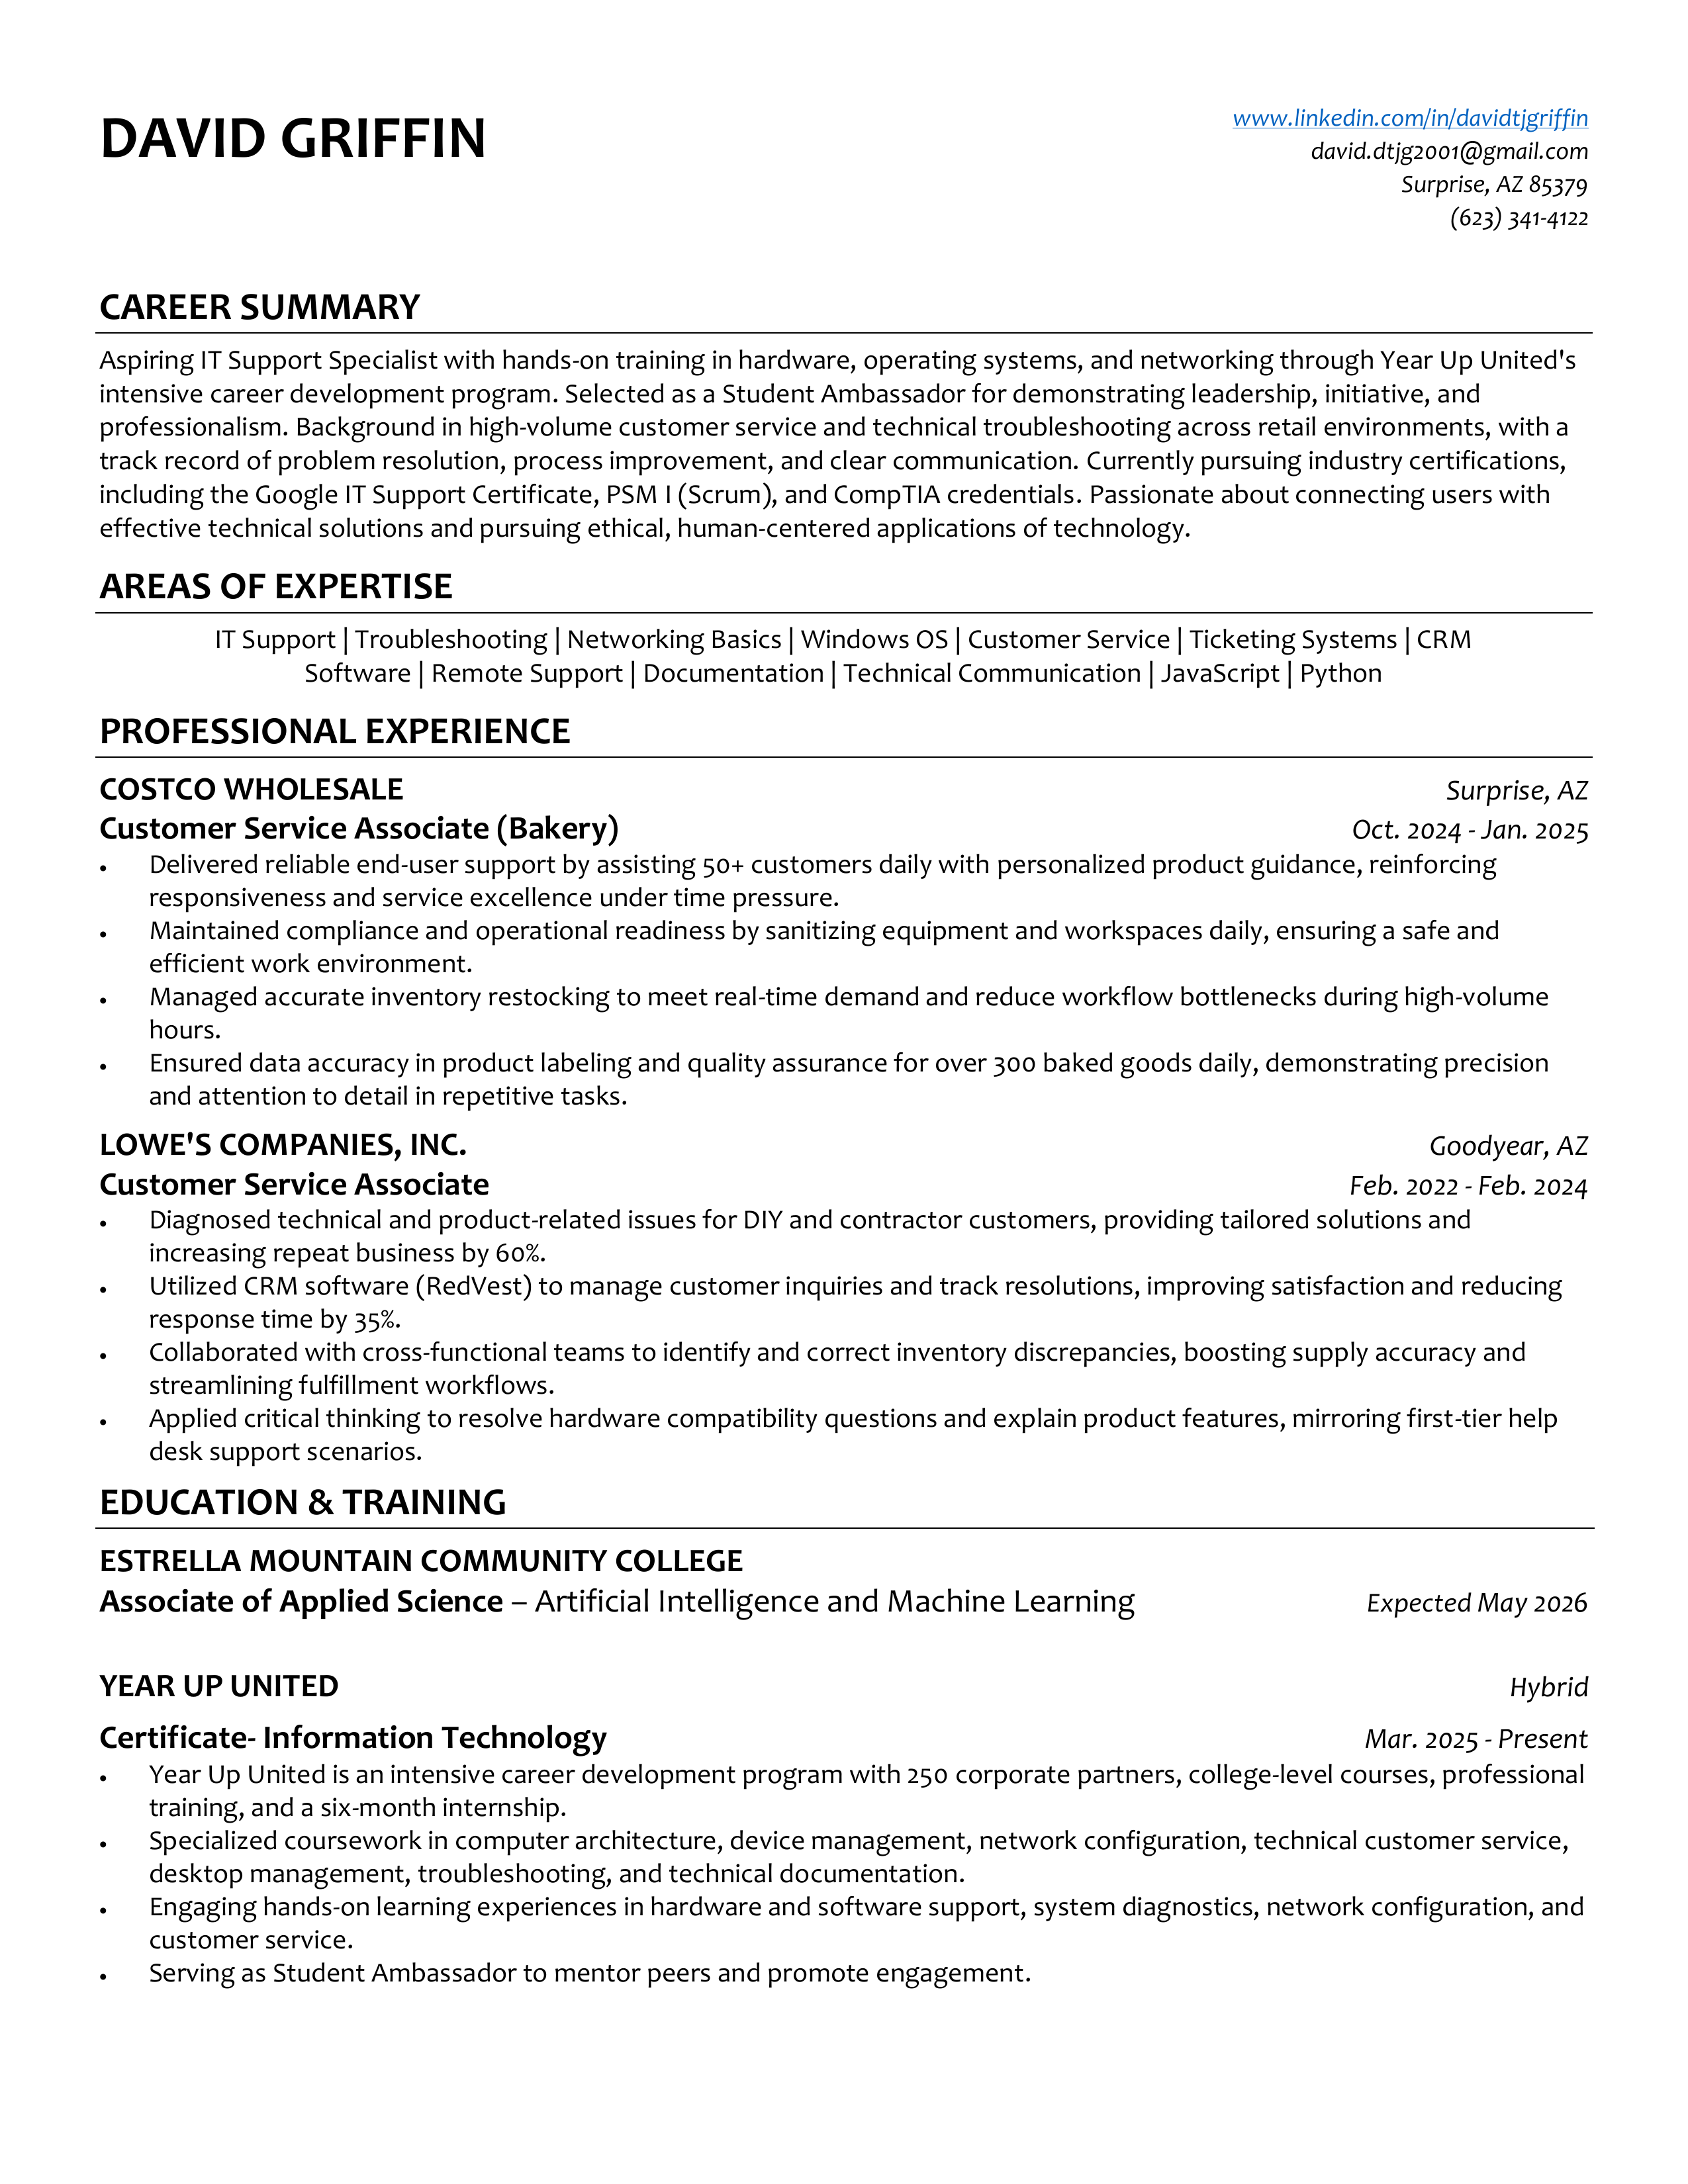 DAVID GRIFFIN
www.linkedin.com/in/davidtjgriffin
david.dtjg2001@gmail.com
Surprise, AZ 85379
(623) 341-4122
CAREER SUMMARY
Aspiring IT Support Specialist with hands-on training in hardware, operating systems, and networking through Year Up United's
intensive career development program. Selected as a Student Ambassador for demonstrating leadership, initiative, and
professionalism. Background in high-volume customer service and technical troubleshooting across retail environments, with a
track record of problem resolution, process improvement, and clear communication. Currently pursuing industry certifications,
including the Google IT Support Certificate, PSM I (Scrum), and CompTIA credentials. Passionate about connecting users with
effective technical solutions and pursuing ethical, human-centered applications of technology.
AREAS OF EXPERTISE
IT Support | Troubleshooting | Networking Basics | Windows OS | Customer Service | Ticketing Systems | CRM
Software | Remote Support | Documentation | Technical Communication | JavaScript | Python
PROFESSIONAL EXPERIENCE
COSTCO WHOLESALE Surprise, AZ
Customer Service Associate (Bakery) Oct. 2024 - Jan. 2025
• Delivered reliable end-user support by assisting 50+ customers daily with personalized product guidance, reinforcing
responsiveness and service excellence under time pressure.
• Maintained compliance and operational readiness by sanitizing equipment and workspaces daily, ensuring a safe and
efficient work environment.
• Managed accurate inventory restocking to meet real-time demand and reduce workflow bottlenecks during high-volume
hours.
• Ensured data accuracy in product labeling and quality assurance for over 300 baked goods daily, demonstrating precision
and attention to detail in repetitive tasks.
LOWE'S COMPANIES, INC. Goodyear, AZ
Customer Service Associate Feb. 2022 - Feb. 2024
• Diagnosed technical and product-related issues for DIY and contractor customers, providing tailored solutions and
increasing repeat business by 60%.
• Utilized CRM software (RedVest) to manage customer inquiries and track resolutions, improving satisfaction and reducing
response time by 35%.
• Collaborated with cross-functional teams to identify and correct inventory discrepancies, boosting supply accuracy and
streamlining fulfillment workflows.
• Applied critical thinking to resolve hardware compatibility questions and explain product features, mirroring first-tier help
desk support scenarios.
EDUCATION & TRAINING
ESTRELLA MOUNTAIN COMMUNITY COLLEGE
Associate of Applied Science – Artificial Intelligence and Machine Learning Expected May 2026
YEAR UP UNITED Hybrid
Certificate- Information Technology Mar. 2025 - Present
• Year Up United is an intensive career development program with 250 corporate partners, college-level courses, professional
training, and a six-month internship.
• Specialized coursework in computer architecture, device management, network configuration, technical customer service,
desktop management, troubleshooting, and technical documentation.
• Engaging hands-on learning experiences in hardware and software support, system diagnostics, network configuration, and
customer service.
• Serving as Student Ambassador to mentor peers and promote engagement.